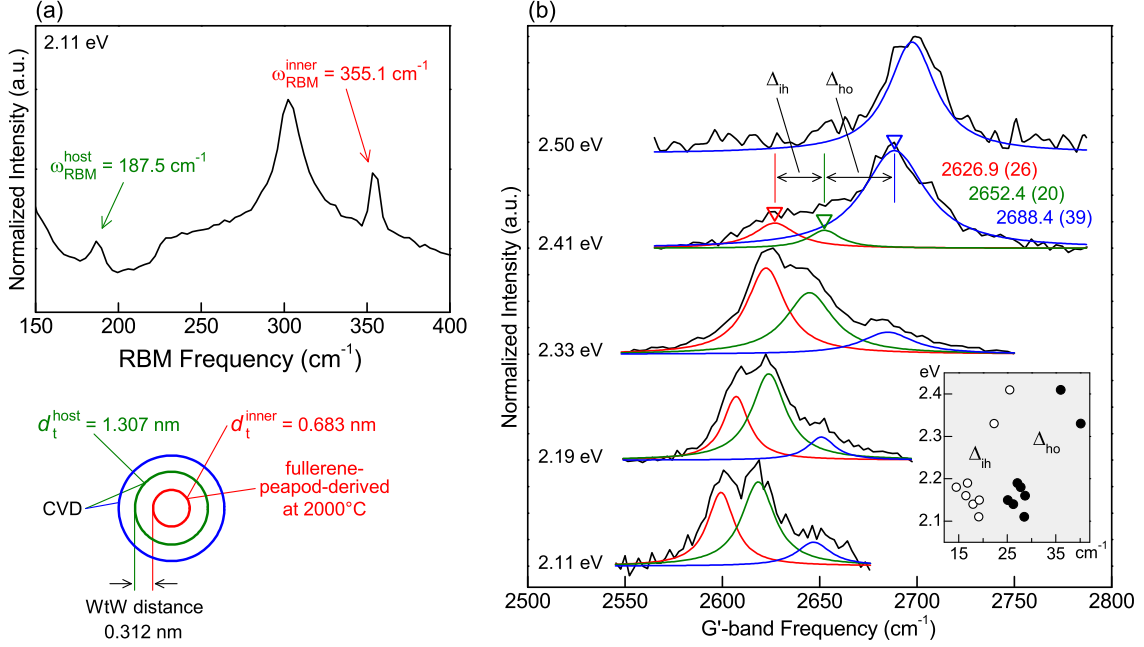 (a)
2.11 eV
ω_RBM^inner = 355.1 cm⁻¹
ω_RBM^host = 187.5 cm⁻¹
Normalized Intensity (a.u.)
150 200 250 300 350 400
RBM Frequency (cm⁻¹)
d_t^host = 1.307 nm
d_t^inner = 0.683 nm
fullerene-
peapod-derived
at 2000°C
CVD
WtW distance
0.312 nm
(b)
Δ_ih Δ_ho
2.50 eV
2626.9 (26)
2652.4 (20)
2688.4 (39)
2.41 eV
2.33 eV
2.19 eV
2.11 eV
Normalized Intensity (a.u.)
eV
2.4
2.3
2.2
2.1
Δ_ih
Δ_ho
15 25 35 cm⁻¹
2500 2550 2600 2650 2700 2750 2800
G'-band Frequency (cm⁻¹)